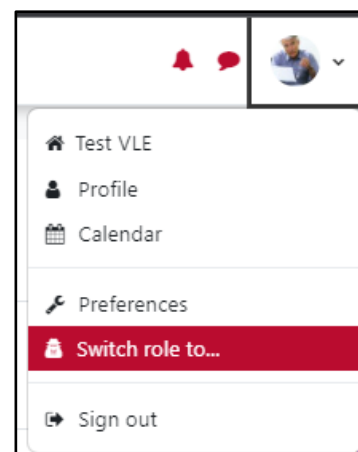 Test VLE
Profile
Calendar
Preferences
Switch role to...
Sign out